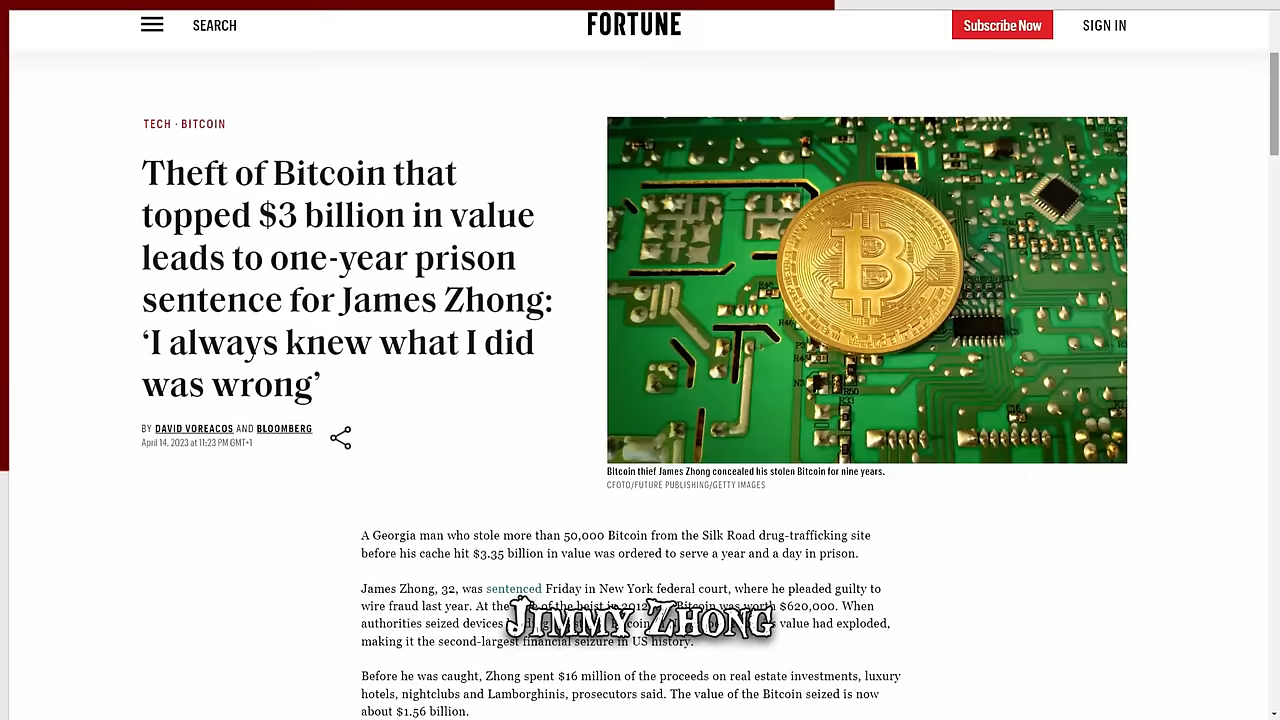 SEARCH
FORTUNE
Subscribe Now
SIGN IN
TECH · BITCOIN
Theft of Bitcoin that
topped $3 billion in value
leads to one-year prison
sentence for James Zhong:
‘I always knew what I did
was wrong’
BY DAVID VOREACOS AND BLOOMBERG
April 14, 2023 at 11:23 PM GMT+1
Bitcoin thief James Zhong concealed his stolen Bitcoin for nine years.
CFOTO/FUTURE PUBLISHING/GETTY IMAGES
A Georgia man who stole more than 50,000 Bitcoin from the Silk Road drug-trafficking site
before his cache hit $3.35 billion in value was ordered to serve a year and a day in prison.
James Zhong, 32, was sentenced Friday in New York federal court, where he pleaded guilty to
wire fraud last year. At the of the heist in 2012 Bitcoin was worth $620,000. When
authorities seized devices value had exploded,
making it the second-largest financial seizure in US history.
Jimmy Zhong
Before he was caught, Zhong spent $16 million of the proceeds on real estate investments, luxury
hotels, nightclubs and Lamborghinis, prosecutors said. The value of the Bitcoin seized is now
about $1.56 billion.